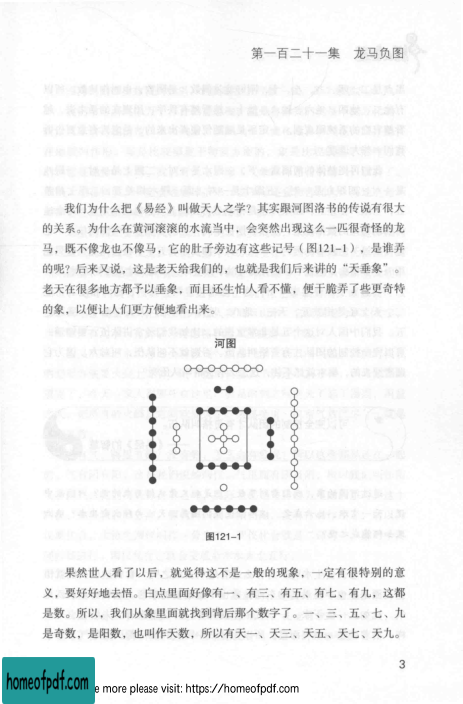 第一百二十一集 龙马负图
我们为什么把《易经》叫做天人之学？其实跟河图洛书的传说有很大
的关系。为什么在黄河滚滚的水流当中，会突然出现这么一匹很奇怪的龙
马，既不像龙也不像马，它的肚子旁边有这些记号（图121-1），是谁弄
的呢？后来又说，这是老天给我们的，也就是我们后来讲的“天垂象”。
老天在很多地方都予以垂象，而且还生怕人看不懂，便干脆弄了些更奇特
的象，以便让人们更方便地看出来。
河图
图121-1
果然世人看了以后，就觉得这不是一般的现象，一定有很特别的意
义，要好好地去悟。白点里面好像有一、有三、有五、有七、有九，这都
是数。所以，我们从象里面就找到背后那个数字了。一、三、五、七、九
是奇数，是阳数，也叫作天数，所以有天一、天三、天五、天七、天九。
3
homeofpdf.com
e more please visit: https://homeofpdf.com